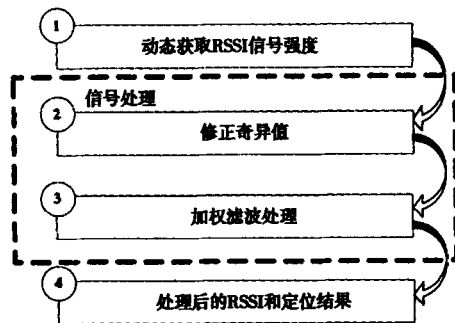 1
动态获取RSSI信号强度
信号处理
2
修正奇异值
3
加权滤波处理
4
处理后的RSSI和定位结果